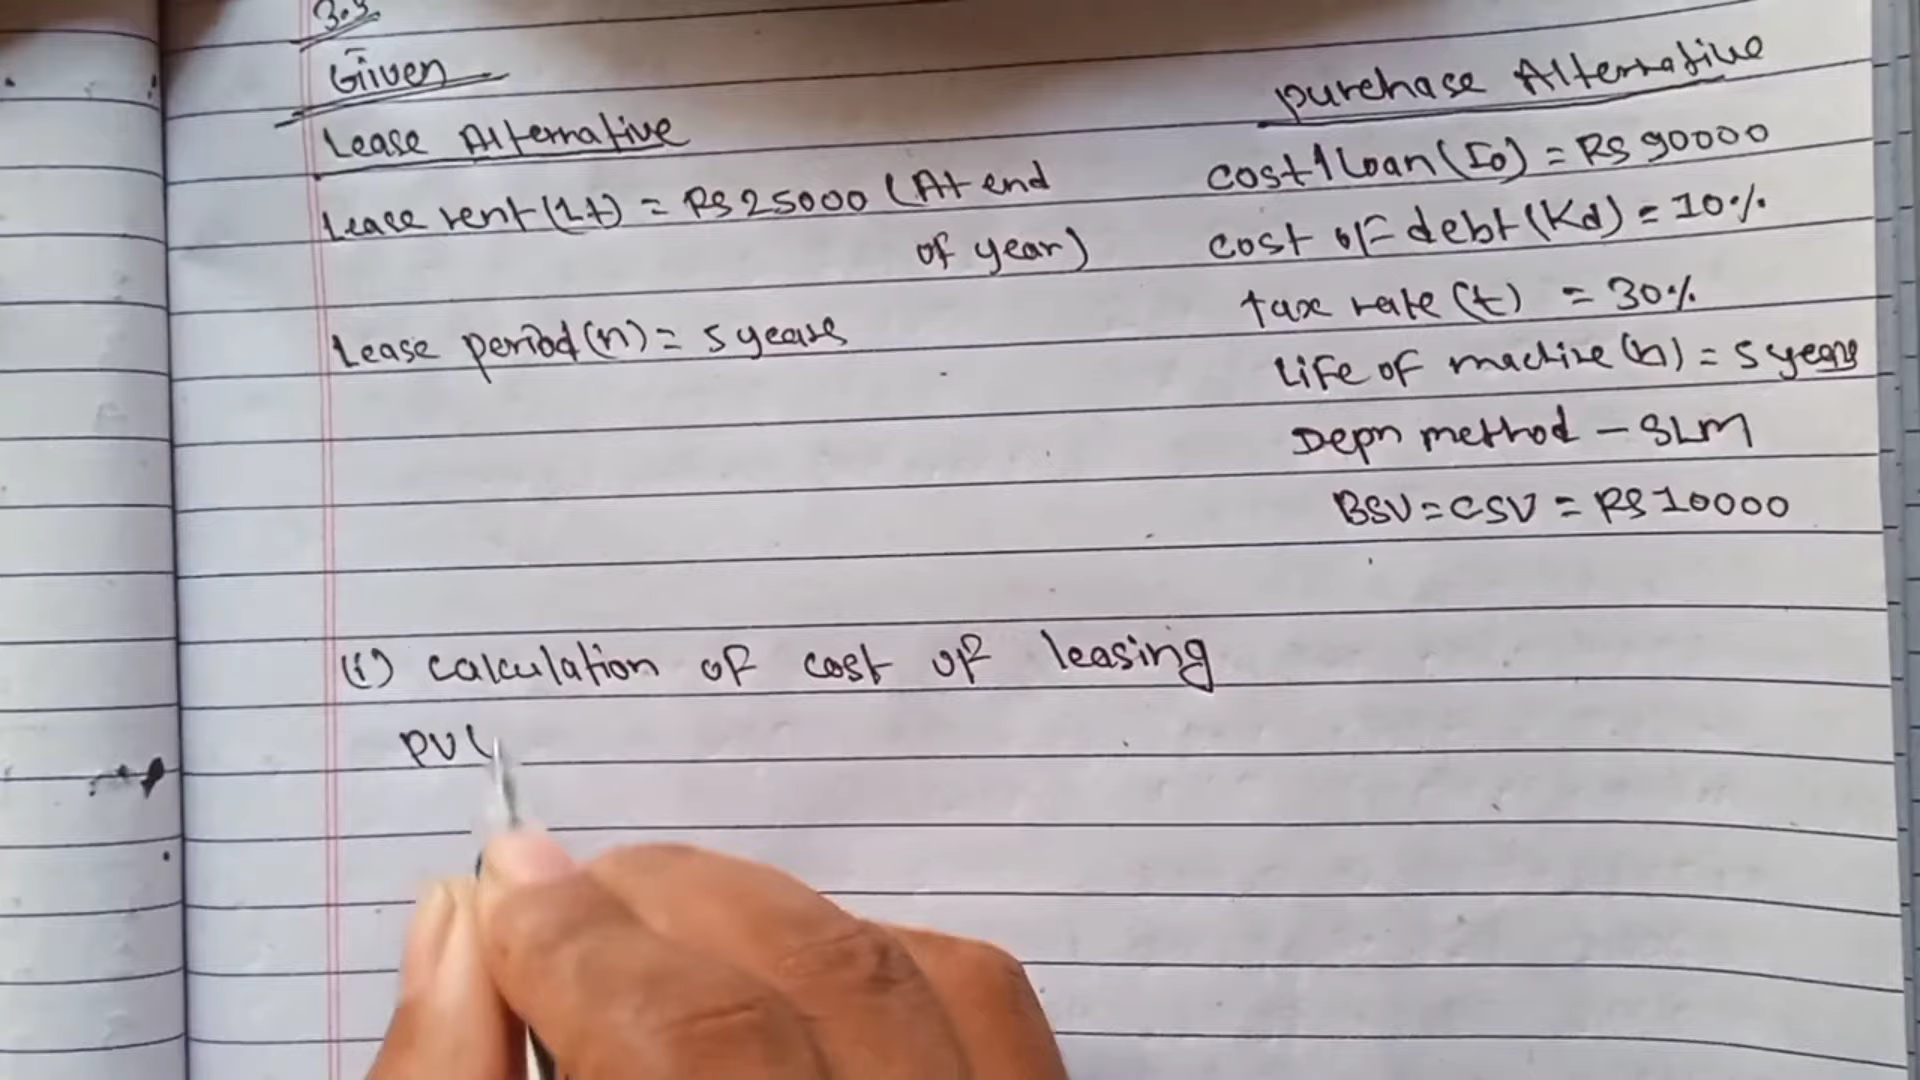 3.3
Given
Lease Alternative
Lease rent (Lt) = RS 25000 (At end
of year)
Lease period (n) = 5 years
purchase Alternative
cost/loan (Io) = RS 90000
cost of debt (Kd) = 10%
tax rate (t) = 30%
Life of machine (n) = 5 years
Depn method - SLM
BSV = CSV = RS 10000
(i) calculation of cost of leasing
PV